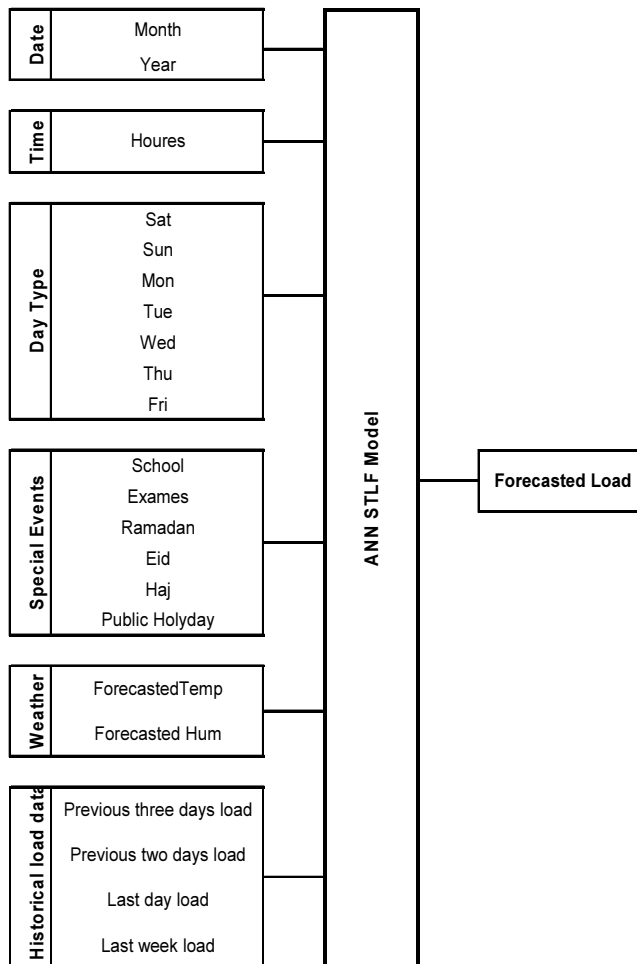 Date
Month
Year
Time
Houres
Day Type
Sat
Sun
Mon
Tue
Wed
Thu
Fri
Special Events
School
Exames
Ramadan
Eid
Haj
Public Holyday
Weather
ForecastedTemp
Forecasted Hum
Historical load data
Previous three days load
Previous two days load
Last day load
Last week load
ANN STLF Model
Forecasted Load